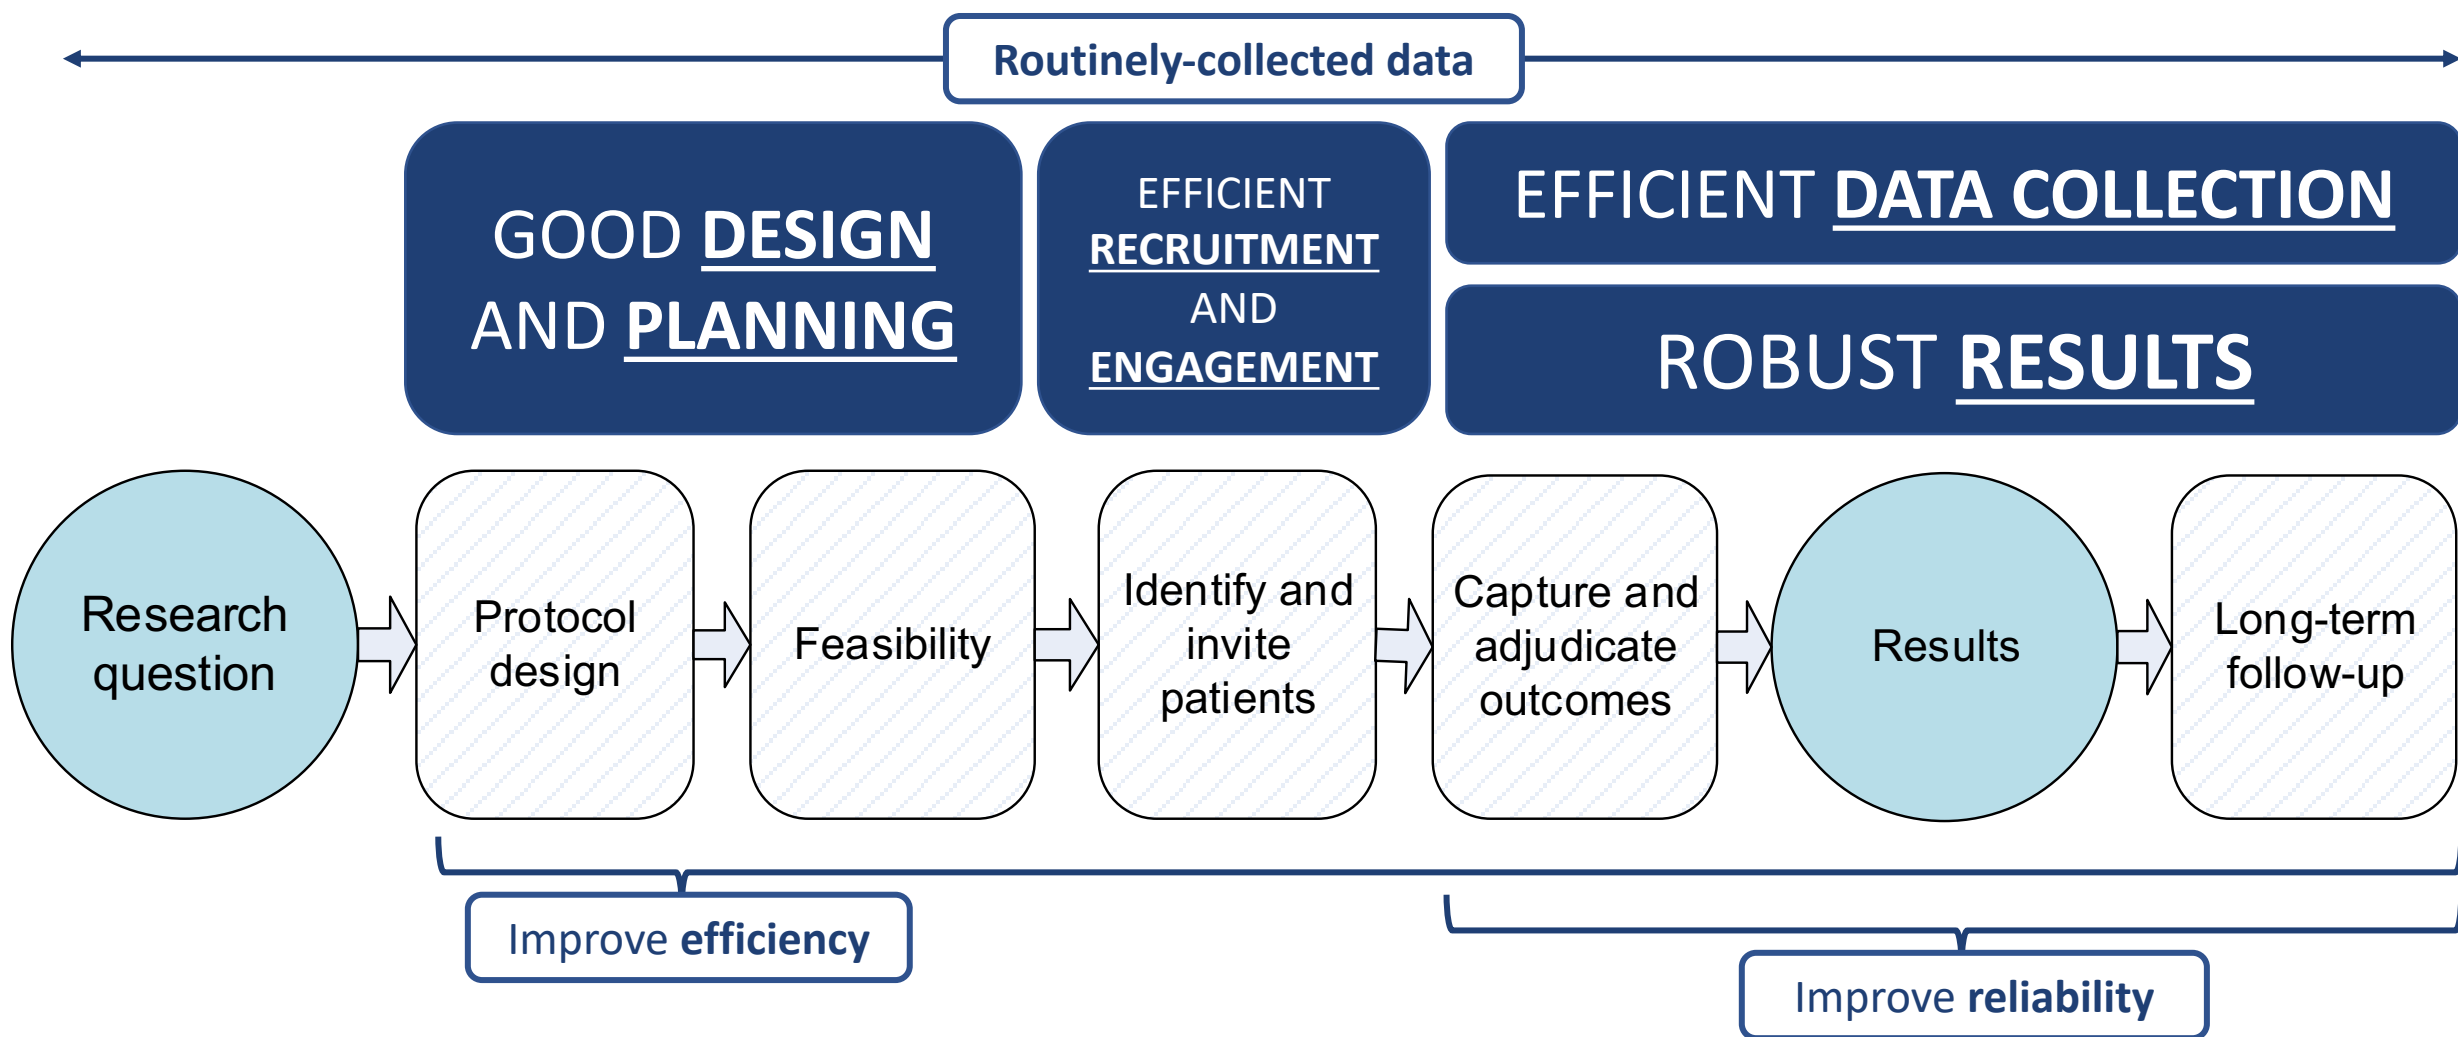 Routinely-collected data
GOOD DESIGN
AND PLANNING
EFFICIENT
RECRUITMENT
AND
ENGAGEMENT
EFFICIENT DATA COLLECTION
ROBUST RESULTS
Research
question
Protocol
design
Feasibility
Identify and
invite
patients
Capture and
adjudicate
outcomes
Results
Long-term
follow-up
Improve efficiency
Improve reliability